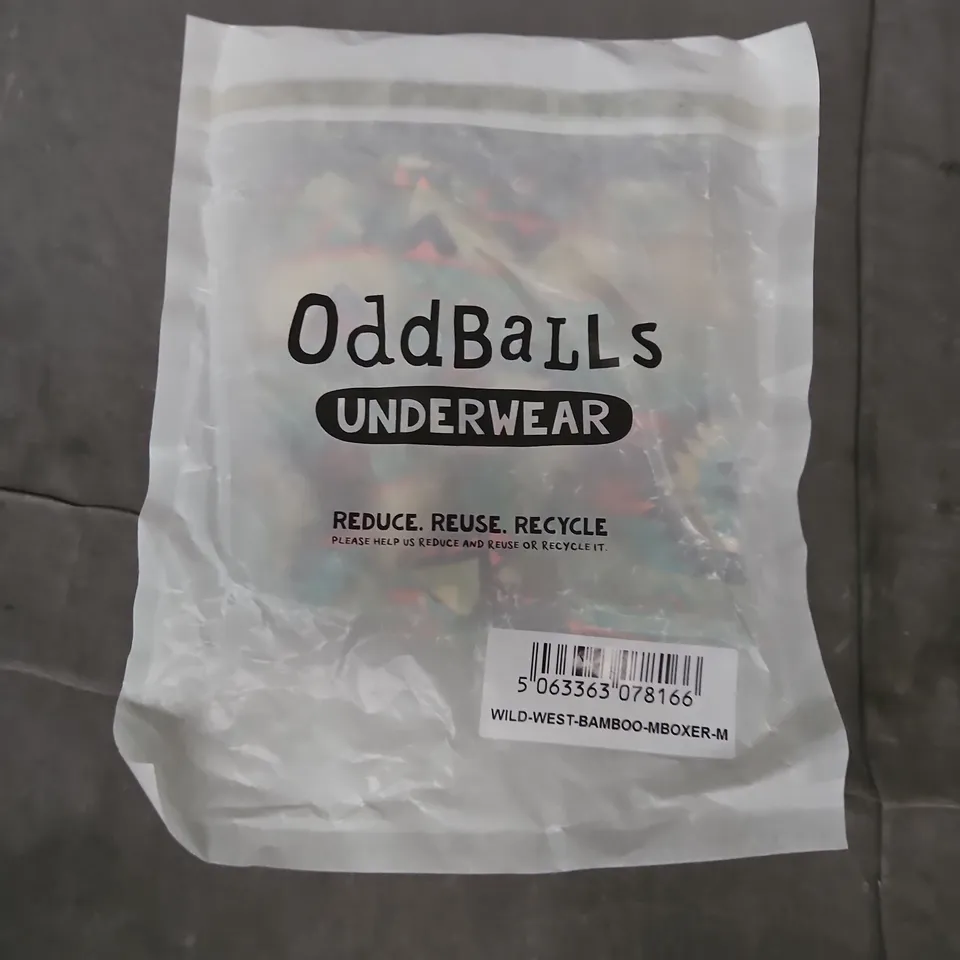 OddBaLLs
UNDERWEAR
REDUCE. REUSE. RECYCLE
PLEASE HELP US REDUCE AND REUSE OR RECYCLE IT.
5 063363 078166
WILD-WEST-BAMBOO-MBOXER-M